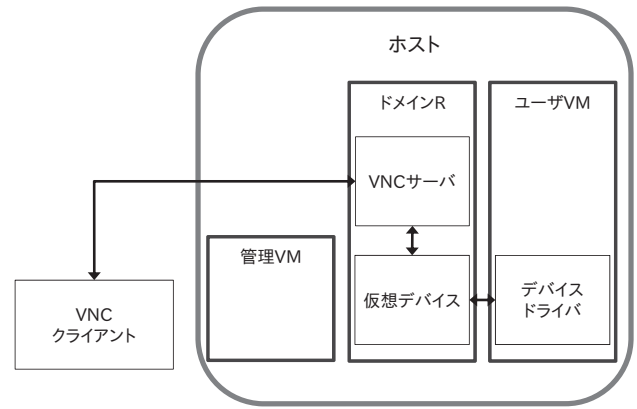 ホスト
ドメインR
ユーザVM
VNCサーバ
管理VM
仮想デバイス
デバイス
ドライバ
VNC
クライアント